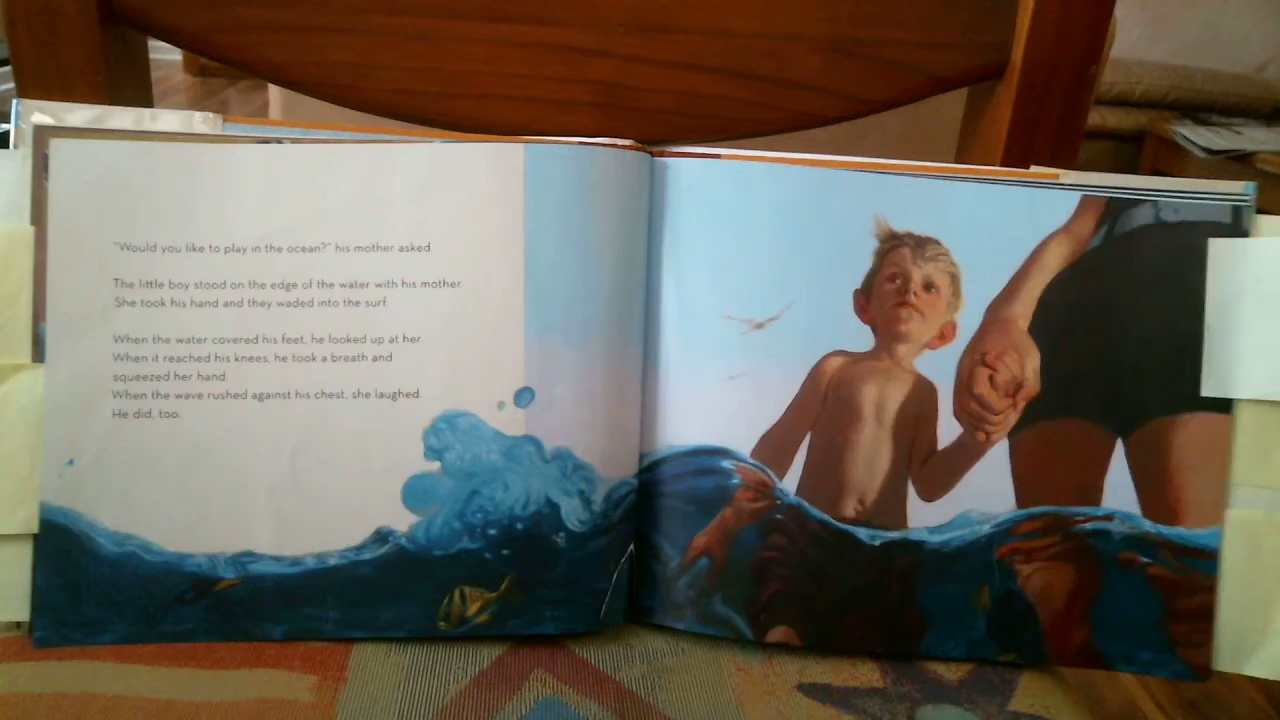 "Would you like to play in the ocean?" his mother asked.
The little boy stood on the edge of the water with his mother.
She took his hand and they waded into the surf.
When the water covered his feet, he looked up at her.
When it reached his knees, he took a breath and
squeezed her hand.
When the wave rushed against his chest, she laughed.
He did, too.